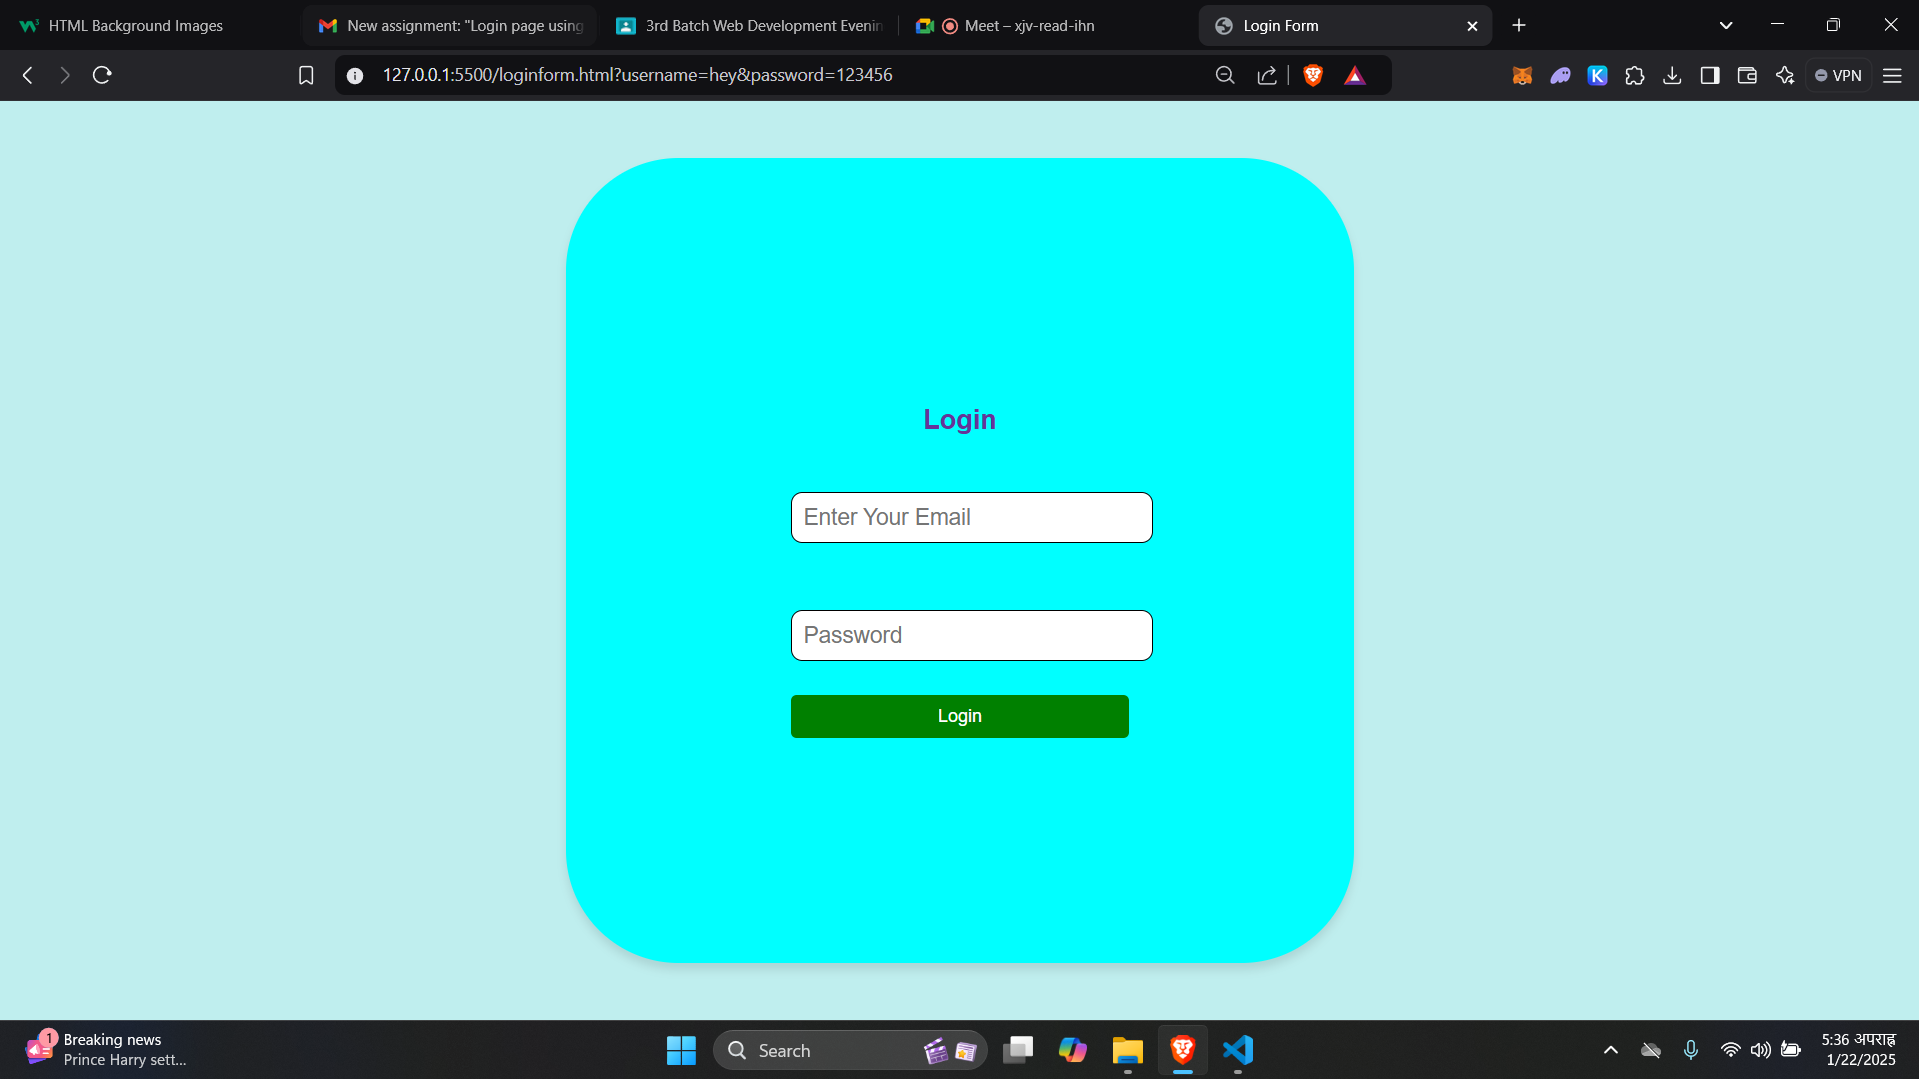 HTML Background Images
New assignment: "Login page using
3rd Batch Web Development Evenin
Meet – xjv-read-ihn
Login Form
127.0.0.1:5500/loginform.html?username=hey&password=123456
VPN
Login
Enter Your Email
Password
Login
1
Breaking news
Prince Harry sett...
Search
5:36 अपराह्न
1/22/2025